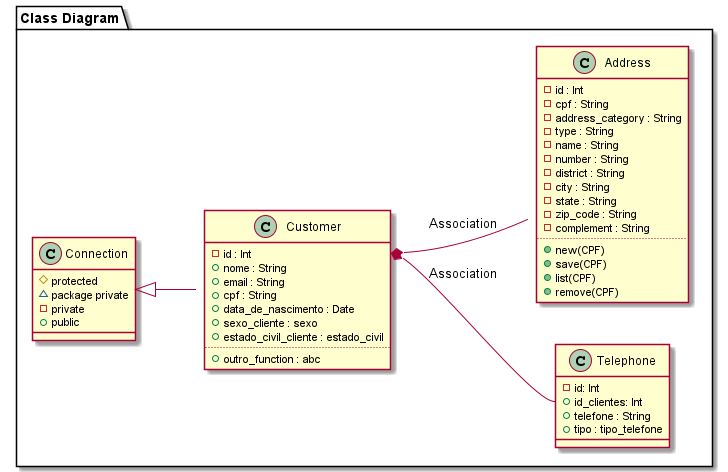 Class Diagram
C Connection
protected
package private
private
public
C Customer
id : Int
nome : String
email : String
cpf : String
data_de_nascimento : Date
sexo_cliente : sexo
estado_civil_cliente : estado_civil
outro_function : abc
Association
Association
C Address
id : Int
cpf : String
address_category : String
type : String
name : String
number : String
district : String
city : String
state : String
zip_code : String
complement : String
new(CPF)
save(CPF)
list(CPF)
remove(CPF)
C Telephone
id: Int
id_clientes: Int
telefone : String
tipo : tipo_telefone